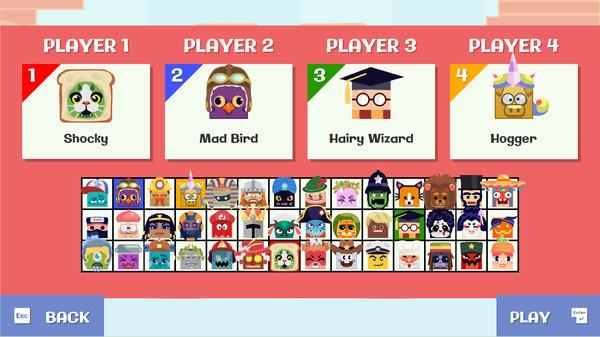 PLAYER 1
PLAYER 2
PLAYER 3
PLAYER 4
1
2
3
4
Shocky
Mad Bird
Hairy Wizard
Hogger
Esc
BACK
PLAY
Enter